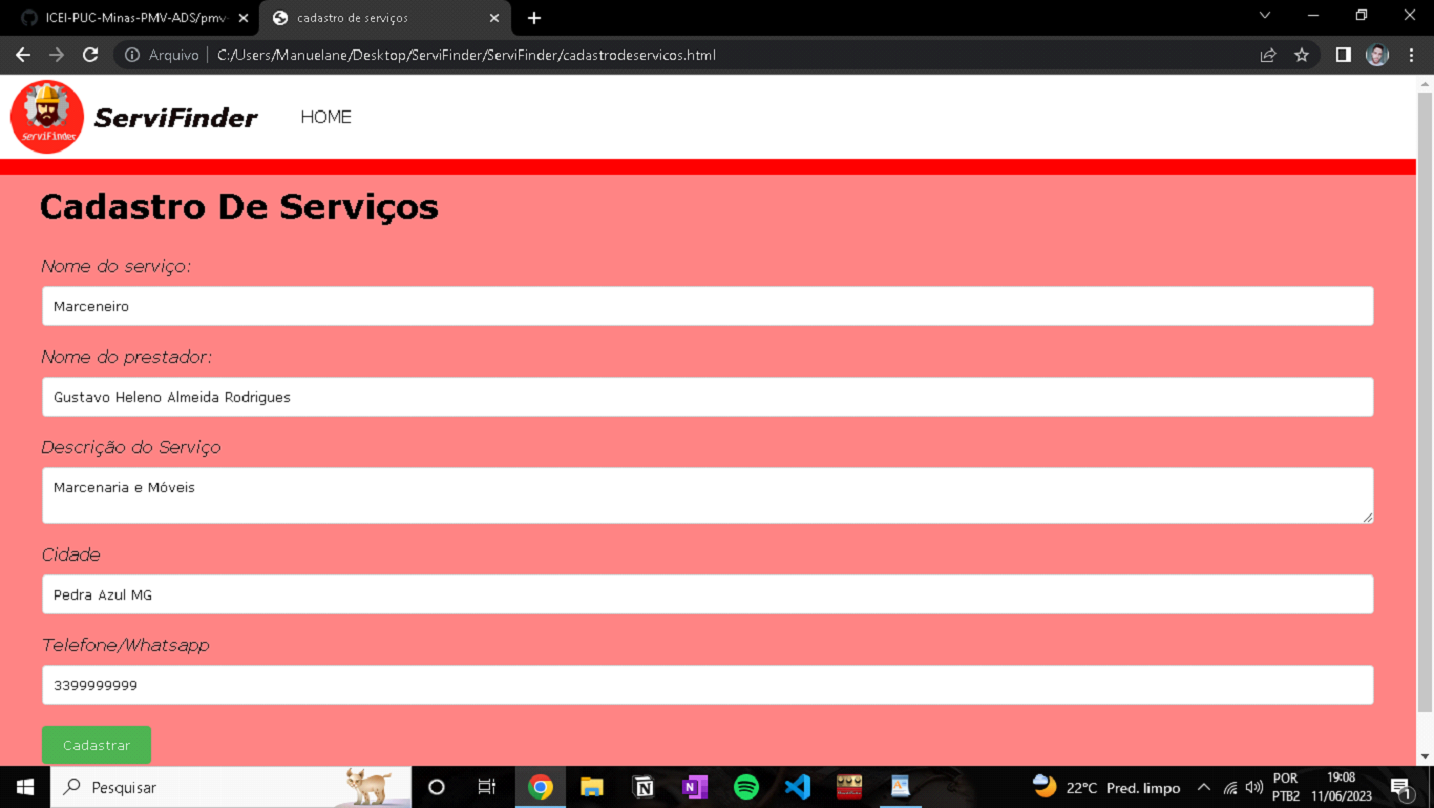 ICEI-PUC-Minas-PMV-ADS/pmv-
cadastro de serviços
Arquivo | C:/Users/Manuelane/Desktop/ServiFinder/ServiFinder/cadastrodeservicos.html
ServiFinder
ServiFinder
HOME
Cadastro De Serviços
Nome do serviço:
Marceneiro
Nome do prestador:
Gustavo Heleno Almeida Rodrigues
Descrição do Serviço
Marcenaria e Móveis
Cidade
Pedra Azul MG
Telefone/Whatsapp
3399999999
Cadastrar
Pesquisar
22°C Pred. limpo
POR
PTB2
19:08
11/06/2023
1